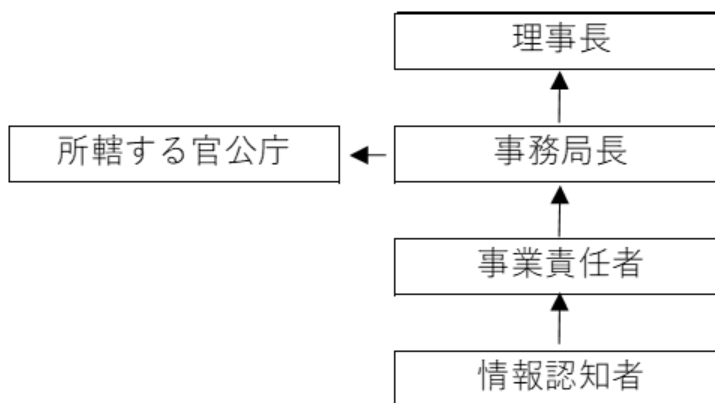 理事長
所轄する官公庁
事務局長
事業責任者
情報認知者